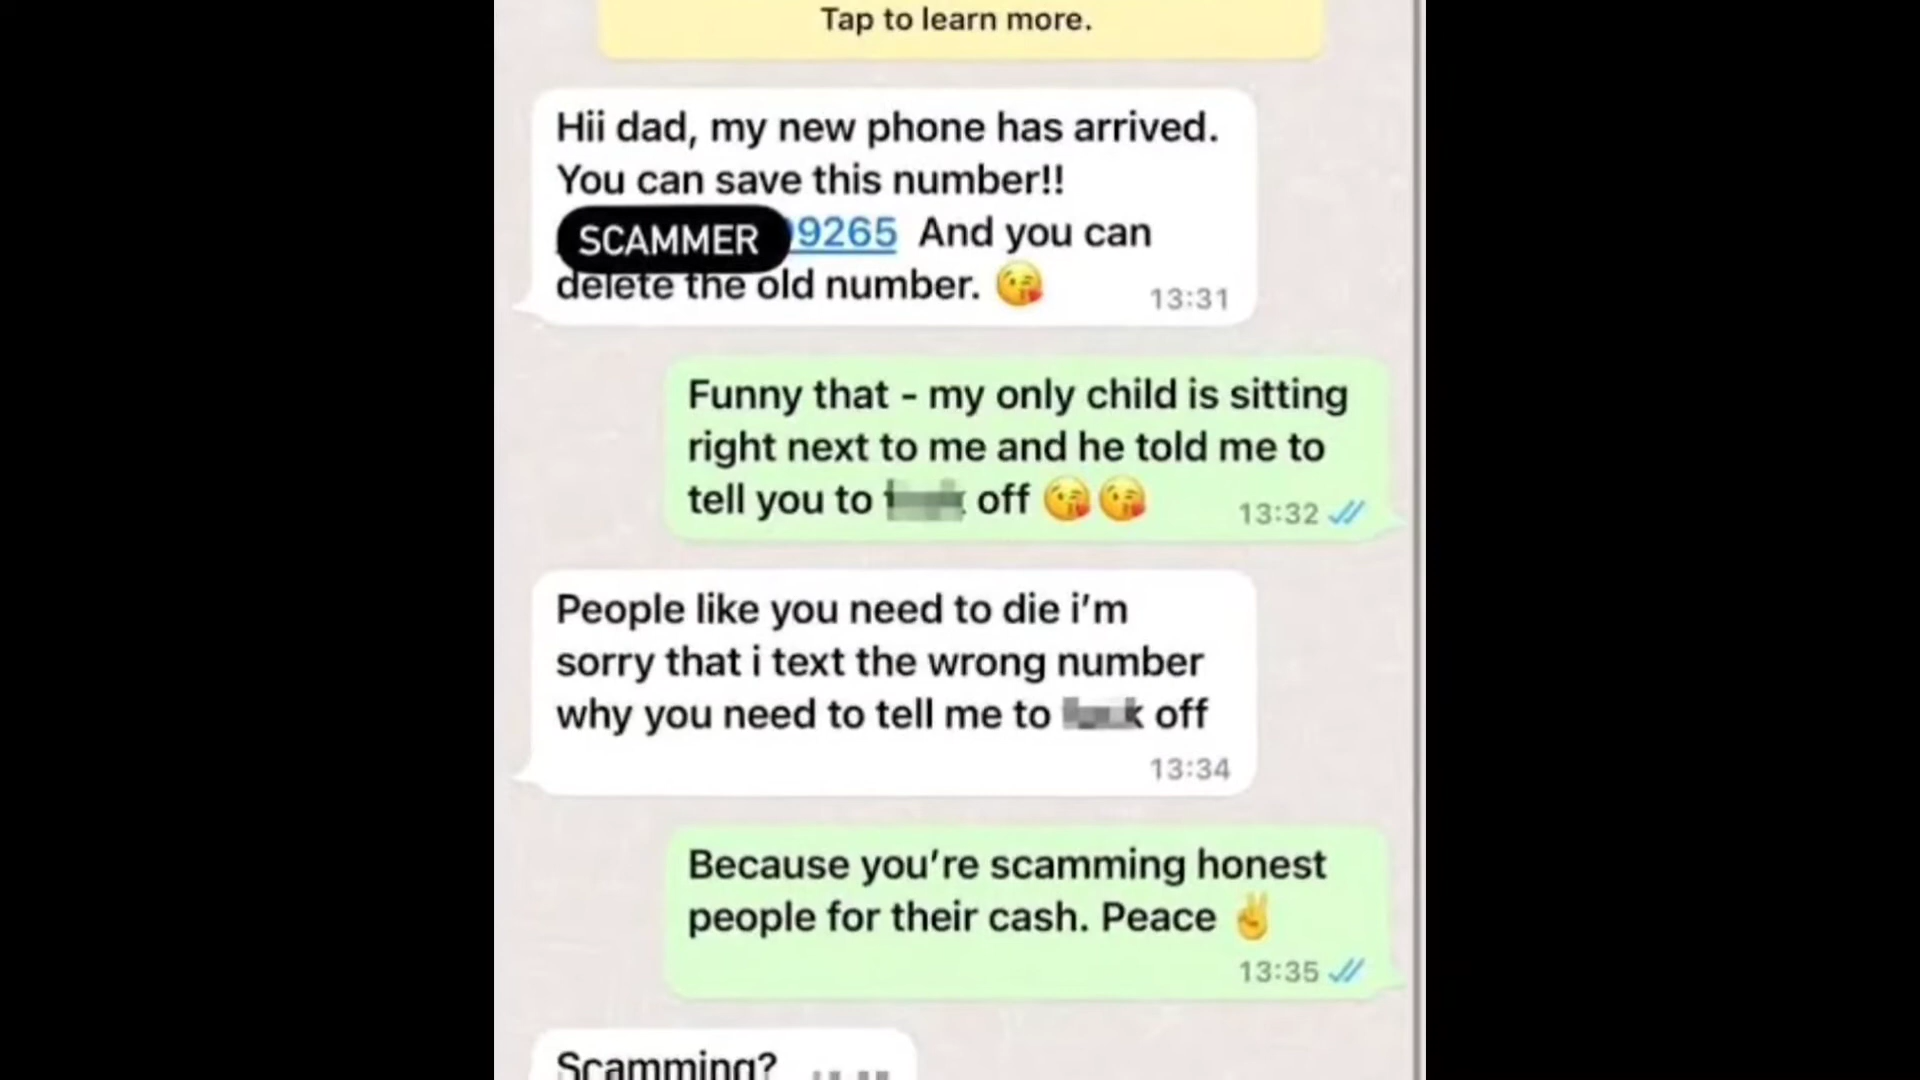 Tap to learn more.
Hii dad, my new phone has arrived.
You can save this number!!
SCAMMER 9265 And you can
delete the old number. 😘
13:31
Funny that - my only child is sitting
right next to me and he told me to
tell you to off 😘😘
13:32
People like you need to die i'm
sorry that i text the wrong number
why you need to tell me to off
13:34
Because you're scamming honest
people for their cash. Peace ✌️
13:35
Scamming?